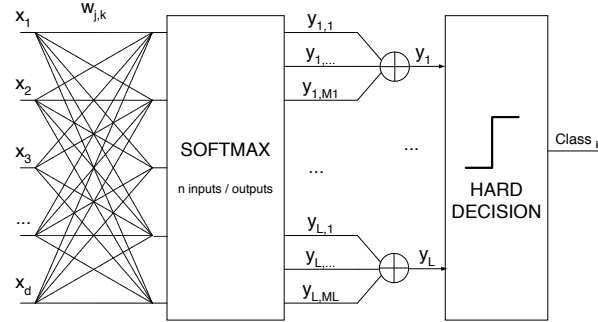 x1
x2
x3
...
xd
wj,k
SOFTMAX
n inputs / outputs
y1,1
y1,...
y1,M1
...
yL,1
yL,...
yL,ML
y1
...
yL
HARD
DECISION
Class i